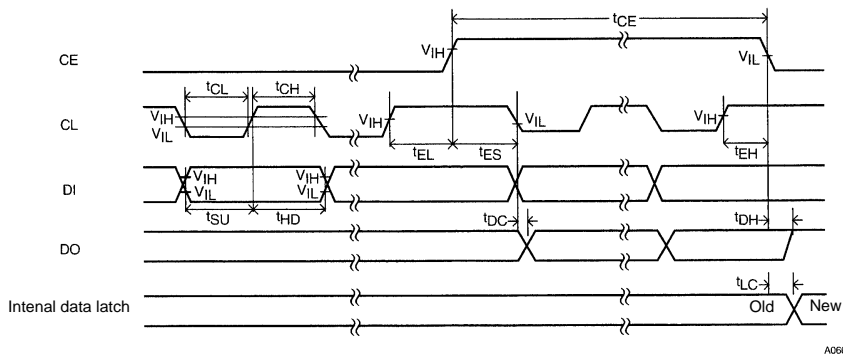 tCE
CE
VIH
VIL
tCL
tCH
CL
VIH
VIL
VIH
VIL
VIH
tEL
tES
tEH
DI
VIH
VIL
VIH
VIL
tSU
tHD
tDC
tDH
DO
tLC
Intenal data latch
Old
New